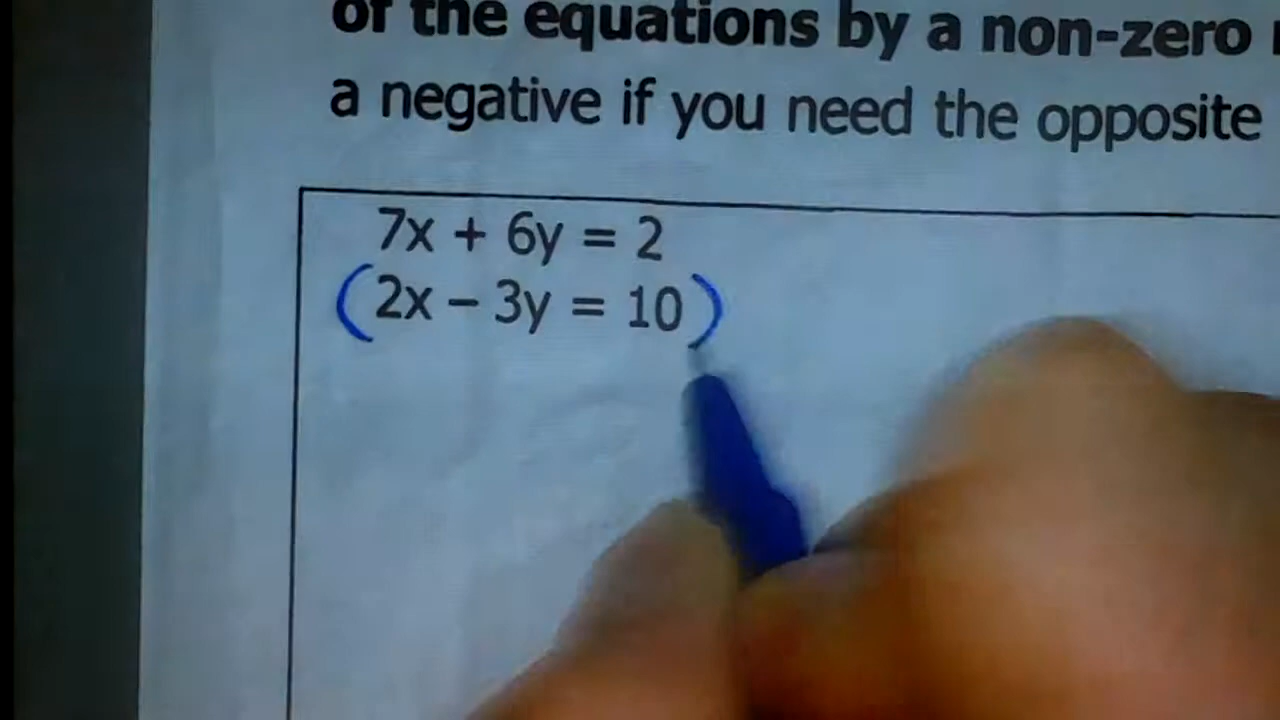 of the equations by a non-zero
a negative if you need the opposite
7x + 6y = 2
(2x – 3y = 10)